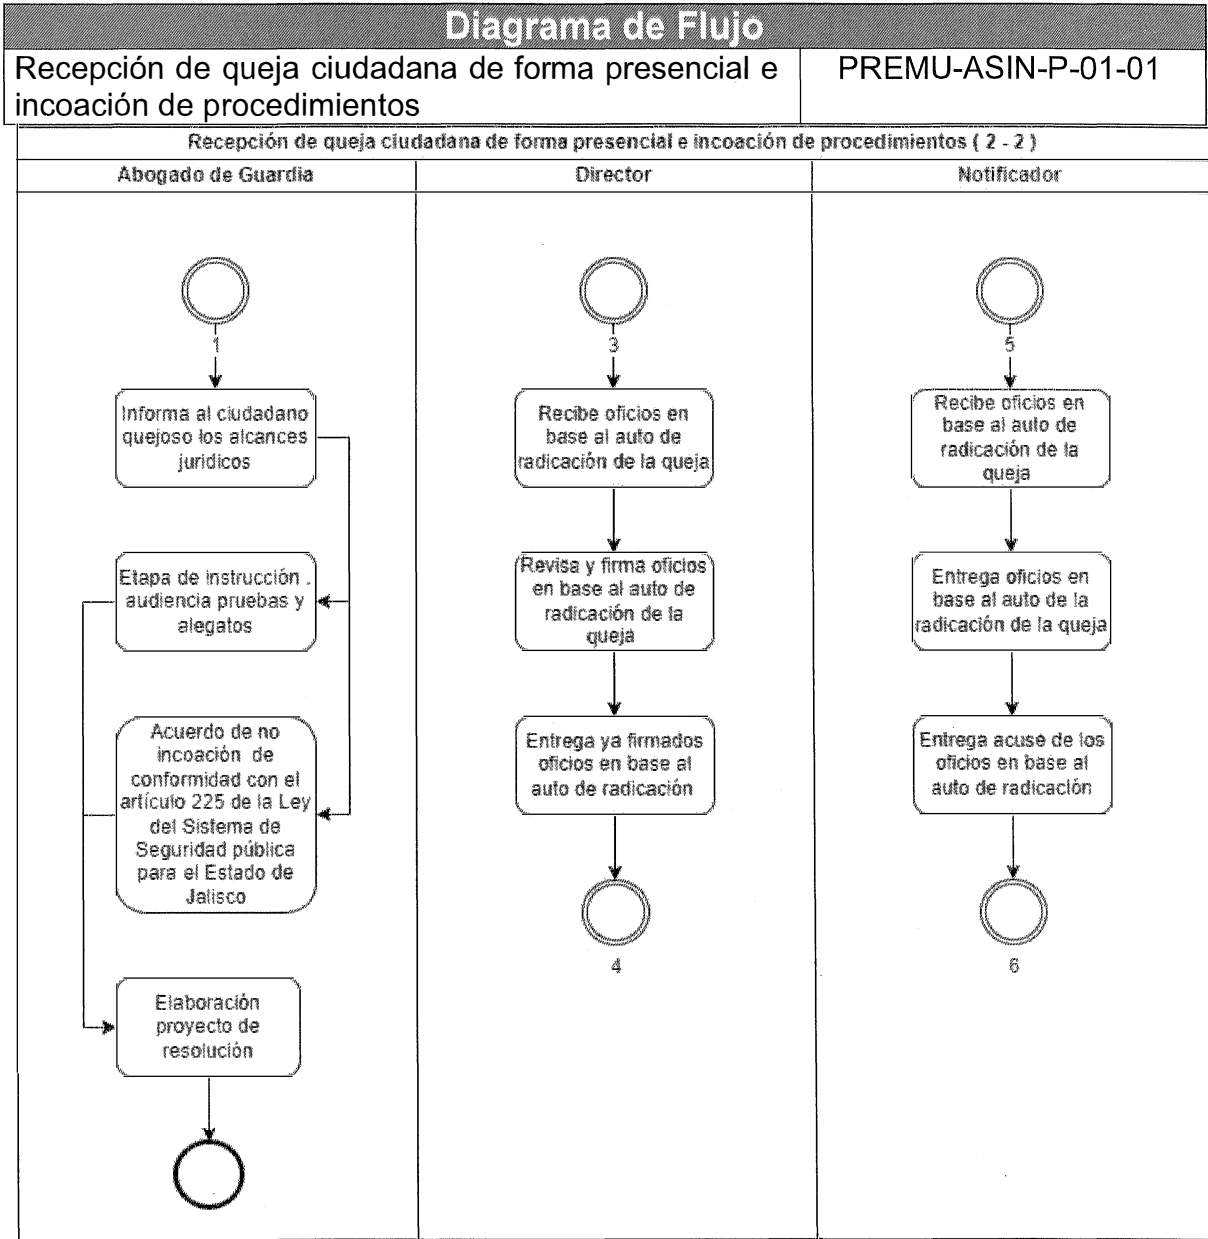 Diagrama de Flujo
Recepción de queja ciudadana de forma presencial e
incoación de procedimientos
PREMU-ASIN-P-01-01
Recepción de queja ciudadana de forma presencial e incoación de procedimientos ( 2 - 2 )
Abogado de Guardia
Director
Notificador
1
Informa al ciudadano
quejoso los alcances
juridicos
Etapa de instrucción .
audiencia pruebas y
alegatos
Acuerdo de no
incoación de
conformidad con el
artículo 225 de la Ley
del Sistema de
Seguridad pública
para el Estado de
Jalisco
Elaboración
proyecto de
resolución
3
Recibe oficios en
base al auto de
radicación de la queja
Revisa y firma oficios
en base al auto de
radicación de la
queja
Entrega ya firmados
oficios en base al
auto de radicación
4
5
Recibe oficios en
base al auto de
radicación de la
queja
Entrega oficios en
base al auto de la
radicación de la queja
Entrega acuse de los
oficios en base al
auto de radicación
6